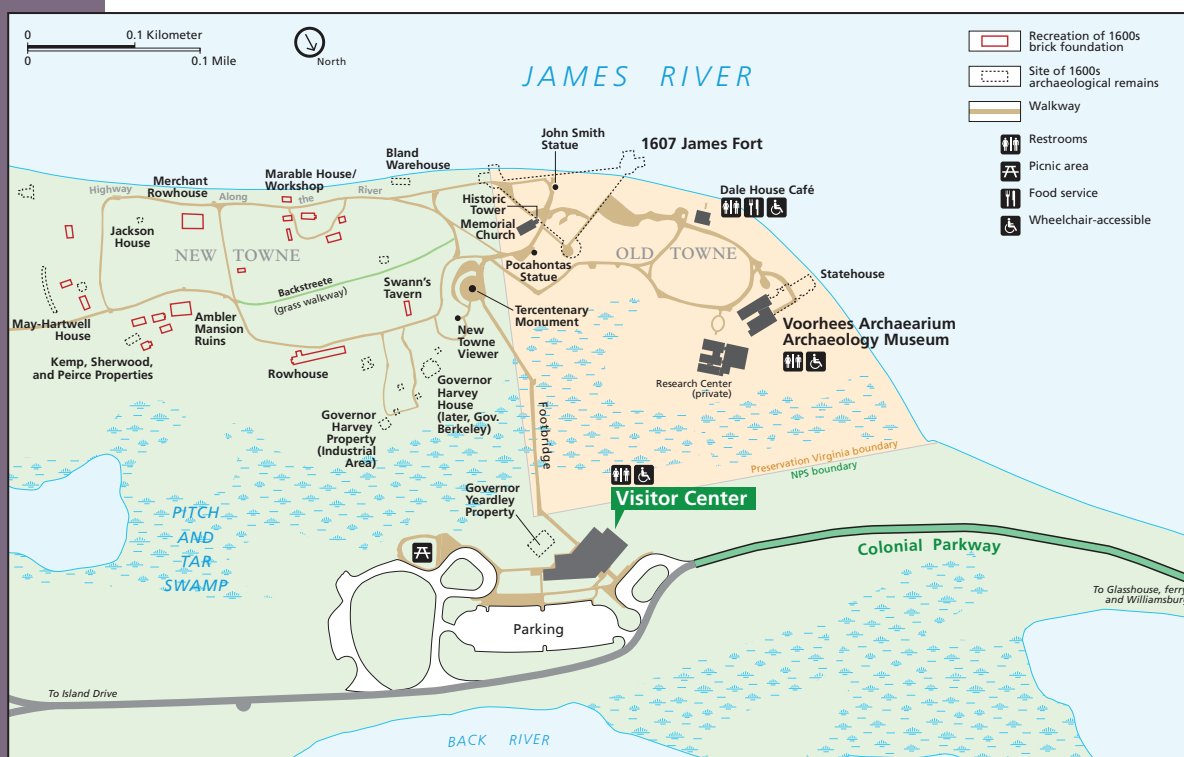 0
0.1 Kilometer
0
0.1 Mile
North
JAMES RIVER
Recreation of 1600s
brick foundation
Site of 1600s
archaeological remains
Walkway
Restrooms
Picnic area
Food service
Wheelchair-accessible
John Smith
Statue
1607 James Fort
Bland
Warehouse
Marable House/
Workshop
Merchant
Rowhouse
Highway Along the River
Jackson
House
NEW TOWNE
Historic
Tower
Memorial
Church
Dale House Café
OLD TOWNE
Pocahontas
Statue
Statehouse
Backstreete
(grass walkway)
Swann's
Tavern
Tercentenary
Monument
May-Hartwell
House
Ambler
Mansion
Ruins
New
Towne
Viewer
Voorhees Archaearium
Archaeology Museum
Kemp, Sherwood,
and Peirce Properties
Rowhouse
Research Center
(private)
Governor
Harvey
House
(later, Gov.
Berkeley)
Governor
Harvey
Property
(Industrial
Area)
Footbridge
Preservation Virginia boundary
NPS boundary
Governor
Yeardley
Property
Visitor Center
PITCH
AND
TAR
SWAMP
Colonial Parkway
To Glasshouse, ferry
and Williamsburg
Parking
To Island Drive
BACK RIVER